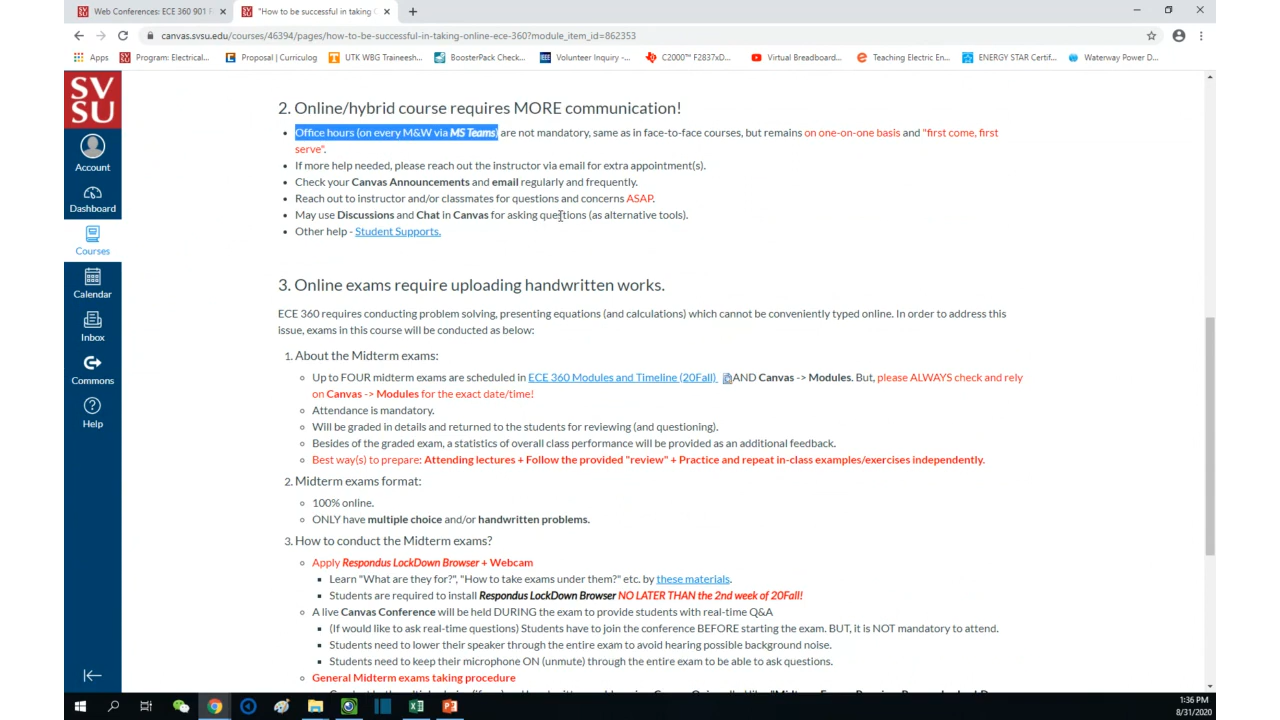 Web Conferences: ECE 360 901 F
"How to be successful in taking O
canvas.svsu.edu/courses/46394/pages/how-to-be-successful-in-taking-online-ece-360?module_item_id=862353
Apps
Program: Electrical...
Proposal | Curriculog
UTK WBG Traineesh...
BoosterPack Check...
Volunteer Inquiry -...
C2000™ F2837xD...
Virtual Breadboard...
Teaching Electric En...
ENERGY STAR Certif...
Waterway Power D...
SV
SU
Account
Dashboard
Courses
Calendar
Inbox
Commons
Help
2. Online/hybrid course requires MORE communication!
• Office hours (on every M&W via MS Teams) are not mandatory, same as in face-to-face courses, but remains on one-on-one basis and "first come, first
serve".
• If more help needed, please reach out the instructor via email for extra appointment(s).
• Check your Canvas Announcements and email regularly and frequently.
• Reach out to instructor and/or classmates for questions and concerns ASAP.
• May use Discussions and Chat in Canvas for asking questions (as alternative tools).
• Other help - Student Supports.
3. Online exams require uploading handwritten works.
ECE 360 requires conducting problem solving, presenting equations (and calculations) which cannot be conveniently typed online. In order to address this
issue, exams in this course will be conducted as below:
1. About the Midterm exams:
Up to FOUR midterm exams are scheduled in ECE 360 Modules and Timeline (20Fall) AND Canvas -> Modules. But, please ALWAYS check and rely
on Canvas -> Modules for the exact date/time!
Attendance is mandatory.
Will be graded in details and returned to the students for reviewing (and questioning).
Besides of the graded exam, a statistics of overall class performance will be provided as an additional feedback.
Best way(s) to prepare: Attending lectures + Follow the provided "review" + Practice and repeat in-class examples/exercises independently.
2. Midterm exams format:
100% online.
ONLY have multiple choice and/or handwritten problems.
3. How to conduct the Midterm exams?
Apply Respondus LockDown Browser + Webcam
Learn "What are they for?", "How to take exams under them?" etc. by these materials.
Students are required to install Respondus LockDown Browser NO LATER THAN the 2nd week of 20Fall!
A live Canvas Conference will be held DURING the exam to provide students with real-time Q&A
(If would like to ask real-time questions) Students have to join the conference BEFORE starting the exam. BUT, it is NOT mandatory to attend.
Students need to lower their speaker through the entire exam to avoid hearing possible background noise.
Students need to keep their microphone ON (unmute) through the entire exam to be able to ask questions.
General Midterm exams taking procedure
1:36 PM
8/31/2020